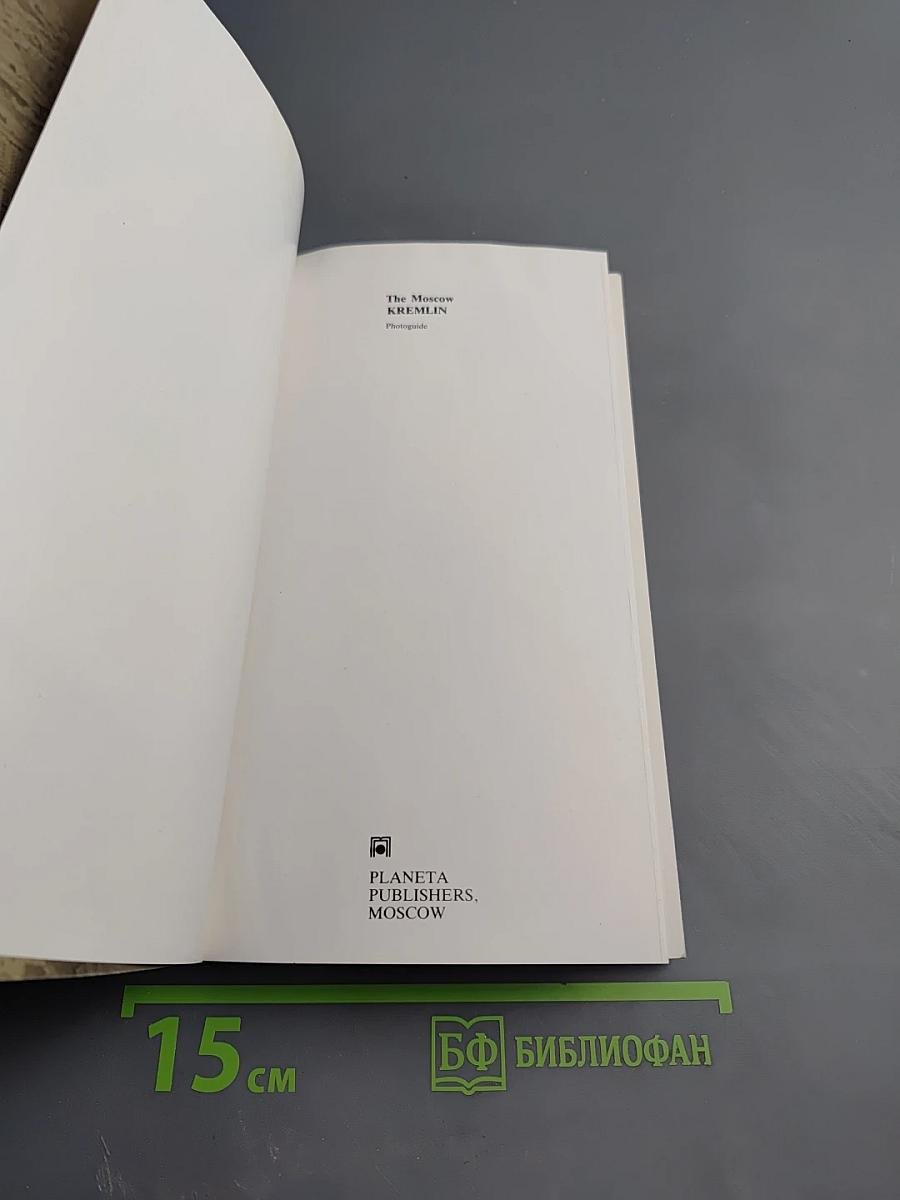 The Moscow
KREMLIN
Photoguide
PLANETA
PUBLISHERS,
MOSCOW
15 см
БФ БИБЛИОФАН